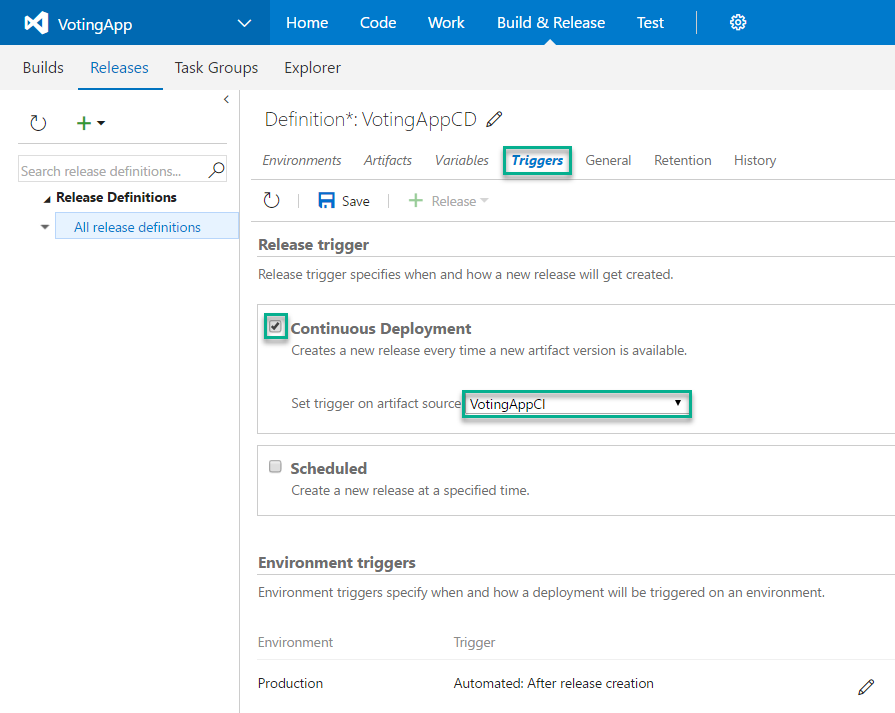 VotingApp Home Code Work Build & Release Test
Builds Releases Task Groups Explorer
Search release definitions...
Release Definitions
All release definitions
Definition*: VotingAppCD
Environments Artifacts Variables Triggers General Retention History
Save Release
Release trigger
Release trigger specifies when and how a new release will get created.
Continuous Deployment
Creates a new release every time a new artifact version is available.
Set trigger on artifact source VotingAppCI
Scheduled
Create a new release at a specified time.
Environment triggers
Environment triggers specify when and how a deployment will be triggered on an environment.
Environment Trigger
Production Automated: After release creation